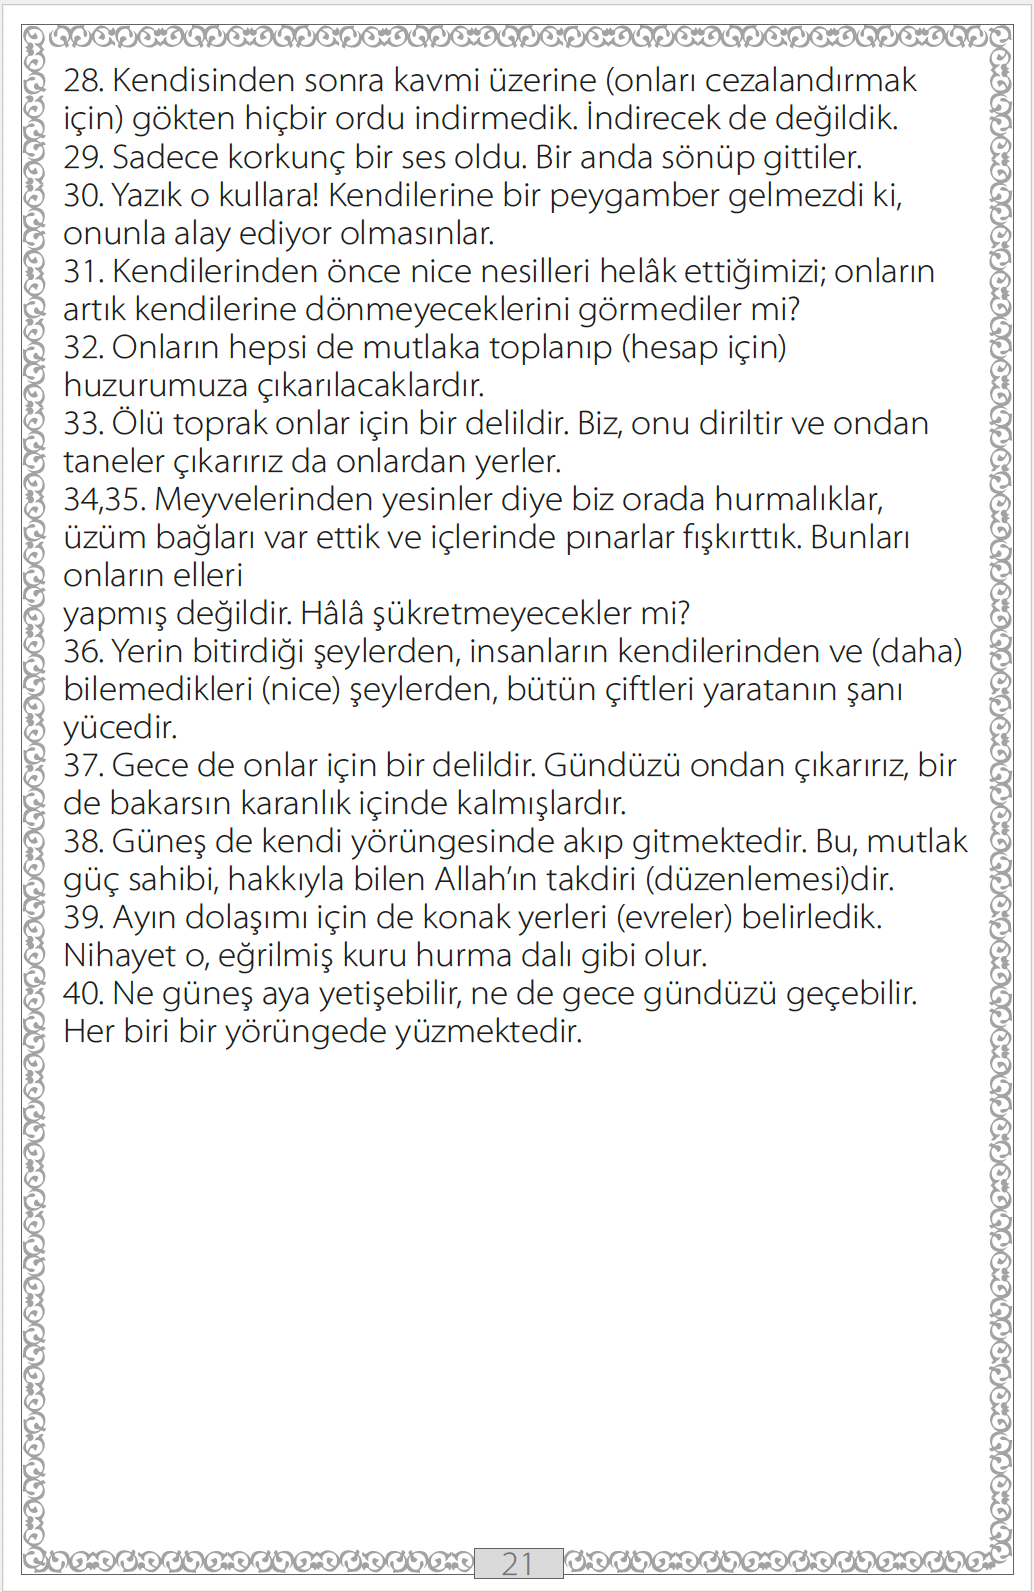 28. Kendisinden sonra kavmi üzerine (onları cezalandırmak
için) gökten hiçbir ordu indirmedik. İndirecek de değildik.
29. Sadece korkunç bir ses oldu. Bir anda sönüp gittiler.
30. Yazık o kullara! Kendilerine bir peygamber gelmezdi ki,
onunla alay ediyor olmasınlar.
31. Kendilerinden önce nice nesilleri helâk ettiğimizi; onların
artık kendilerine dönmeyeceklerini görmediler mi?
32. Onların hepsi de mutlaka toplanıp (hesap için)
huzurumuza çıkarılacaklardır.
33. Ölü toprak onlar için bir delildir. Biz, onu diriltir ve ondan
taneler çıkarırız da onlardan yerler.
34,35. Meyvelerinden yesinler diye biz orada hurmalıklar,
üzüm bağları var ettik ve içlerinde pınarlar fışkırttık. Bunları
onların elleri
yapmış değildir. Hâlâ şükretmeyecekler mi?
36. Yerin bitirdiği şeylerden, insanların kendilerinden ve (daha)
bilemedikleri (nice) şeylerden, bütün çiftleri yaratanın şanı
yücedir.
37. Gece de onlar için bir delildir. Gündüzü ondan çıkarırız, bir
de bakarsın karanlık içinde kalmışlardır.
38. Güneş de kendi yörüngesinde akıp gitmektedir. Bu, mutlak
güç sahibi, hakkıyla bilen Allah’ın takdiri (düzenlemesi)dir.
39. Ayın dolaşımı için de konak yerleri (evreler) belirledik.
Nihayet o, eğrilmiş kuru hurma dalı gibi olur.
40. Ne güneş aya yetişebilir, ne de gece gündüzü geçebilir.
Her biri bir yörüngede yüzmektedir.
21